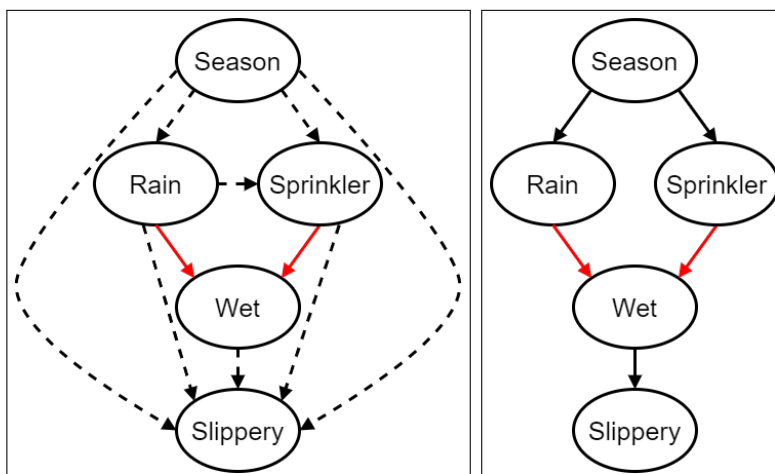 Season
Rain
Sprinkler
Wet
Slippery
Season
Rain
Sprinkler
Wet
Slippery